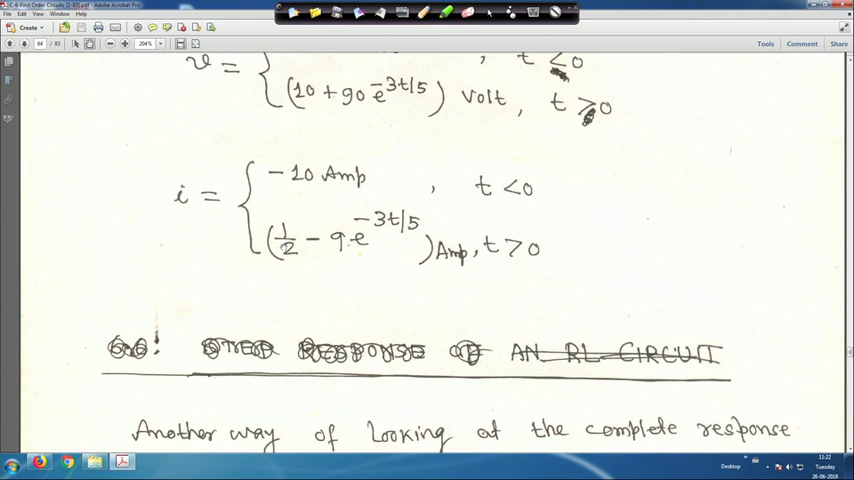 C-6-First Order Circuits [1-83].pdf - Adobe Acrobat
File Edit View Window Help
Create
64 / 83 204%
Tools Comment Share
v = { , t ≤ 0
(10 + 90 e^-3t/5) Volt, t ≥ 0
i = { -10 Amp , t < 0
(1/2 - 9.e^-3t/5) Amp, t > 0
STEP RESPONSE OF AN RL CIRCUIT
Another way of looking at the complete response
Desktop
11:22
Tuesday
26-06-2018